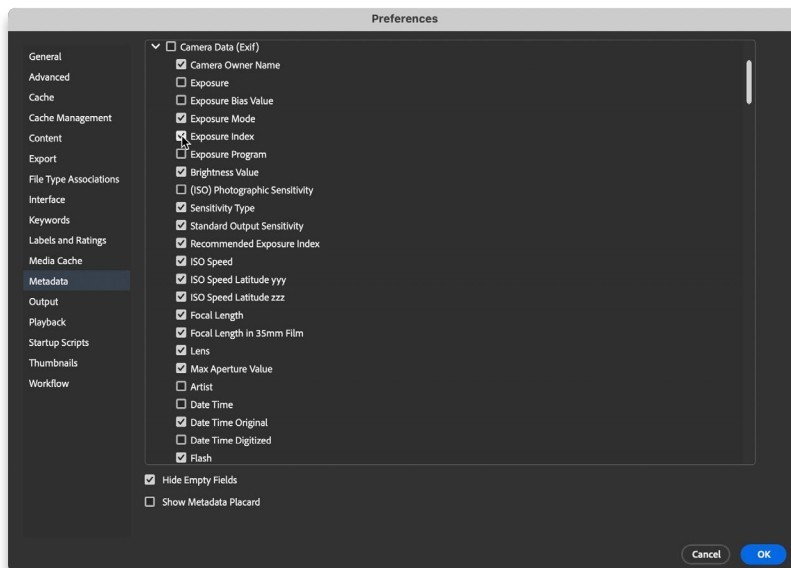 Preferences
General
Advanced
Cache
Cache Management
Content
Export
File Type Associations
Interface
Keywords
Labels and Ratings
Media Cache
Metadata
Output
Playback
Startup Scripts
Thumbnails
Workflow
Camera Data (Exif)
Camera Owner Name
Exposure
Exposure Bias Value
Exposure Mode
Exposure Index
Exposure Program
Brightness Value
(ISO) Photographic Sensitivity
Sensitivity Type
Standard Output Sensitivity
Recommended Exposure Index
ISO Speed
ISO Speed Latitude yyy
ISO Speed Latitude zzz
Focal Length
Focal Length in 35mm Film
Lens
Max Aperture Value
Artist
Date Time
Date Time Original
Date Time Digitized
Flash
Hide Empty Fields
Show Metadata Placard
Cancel
OK